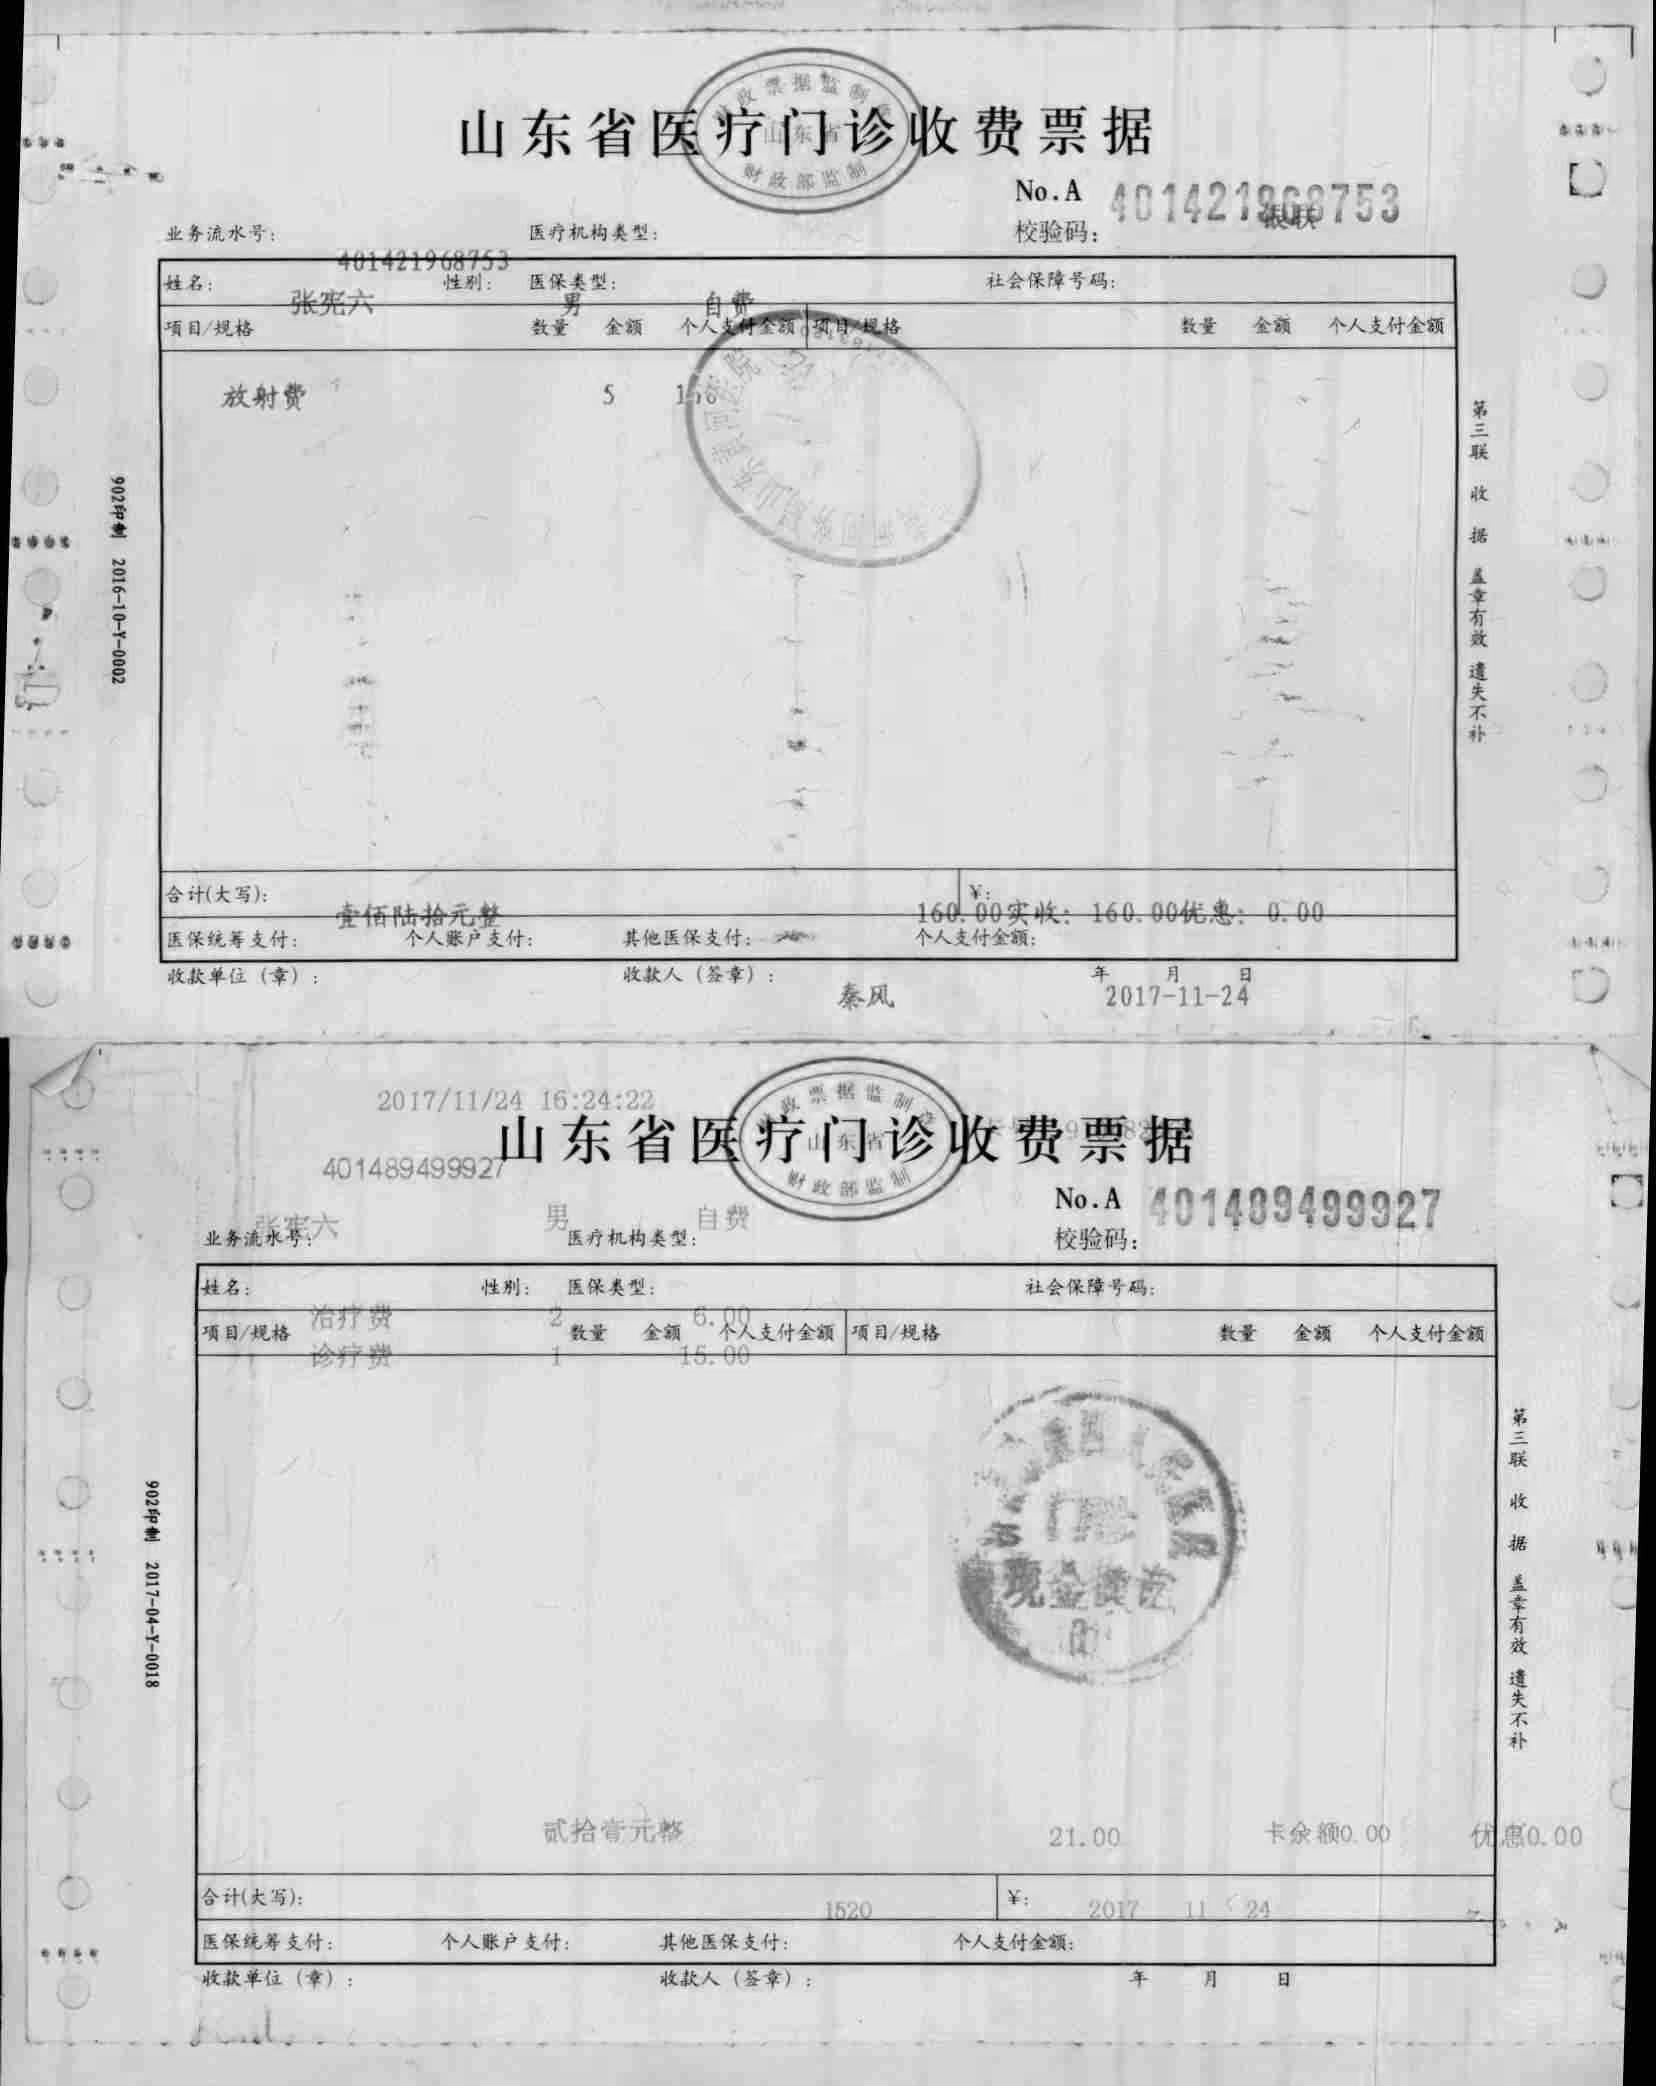 山东省医疗门诊收费票据
票据监制
山东省
财政部监制
No.A 401421968753
银联
业务流水号: 医疗机构类型: 校验码:
401421968753
姓名: 性别: 医保类型: 社会保障号码:
张宪六 男 自费
项目/规格 数量 金额 个人支付金额 项目/规格 数量 金额 个人支付金额
放射费 5
第三联 收据 盖章有效 遗失不补
902印制 2016-10-Y-0002
合计(大写): ¥:
壹佰陆拾元整 160.00实收: 160.00优惠: 0.00
医保统筹支付: 个人账户支付: 其他医保支付: 个人支付金额:
收款单位（章）: 收款人（签章）: 年 月 日
秦风 2017-11-24
2017/11/24 16:24:22
山东省医疗门诊收费票据
票据监制
山东省
财政部监制
401489499927
No.A 401489499927
张宪六 男 自费
业务流水号: 医疗机构类型: 校验码:
姓名: 性别: 医保类型: 社会保障号码:
治疗费 2 6.00
项目/规格 数量 金额 个人支付金额 项目/规格 数量 金额 个人支付金额
诊疗费 1 15.00
现金
第三联 收据 盖章有效 遗失不补
902印制 2017-04-Y-0018
贰拾壹元整 21.00 卡余额0.00 优惠0.00
合计(大写): ¥:
1520 2017 11 24
医保统筹支付: 个人账户支付: 其他医保支付: 个人支付金额:
收款单位（章）: 收款人（签章）: 年 月 日